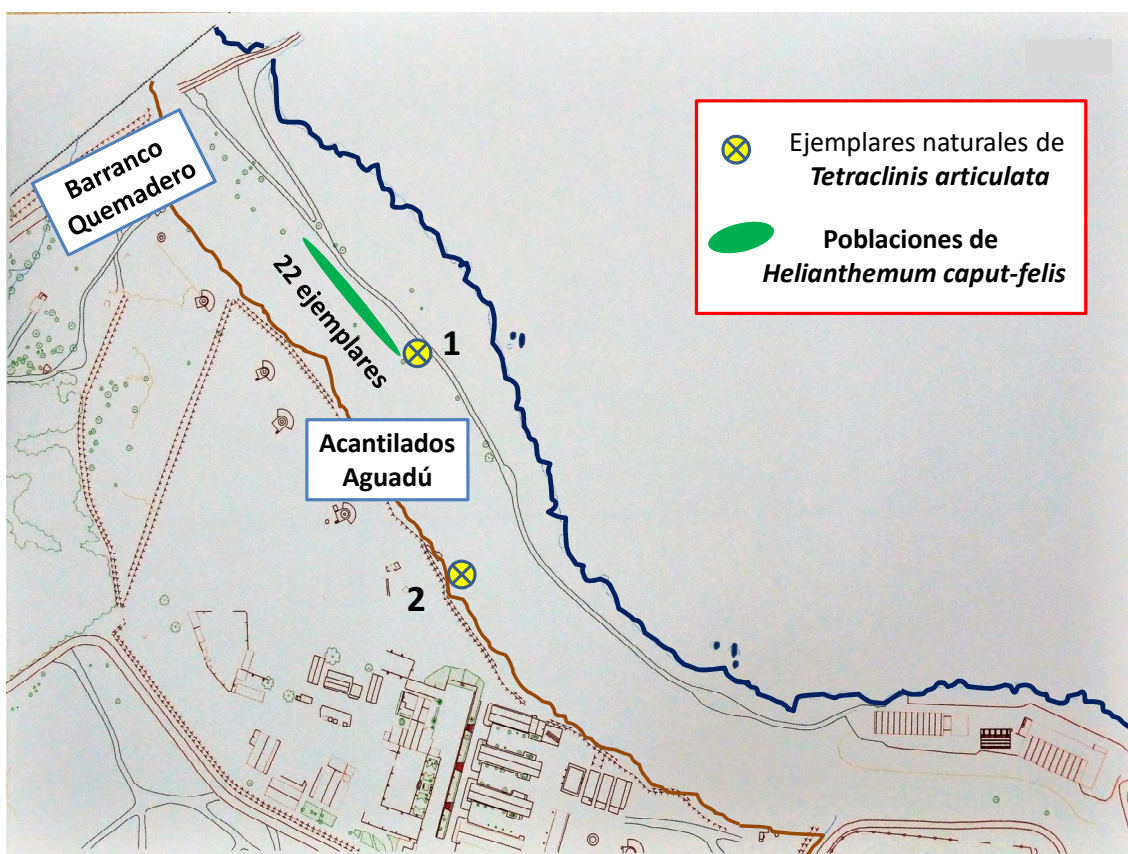 Barranco
Quemadero
22 ejemplares
1
Acantilados
Aguadú
2
Ejemplares naturales de
Tetraclinis articulata
Poblaciones de
Helianthemum caput-felis